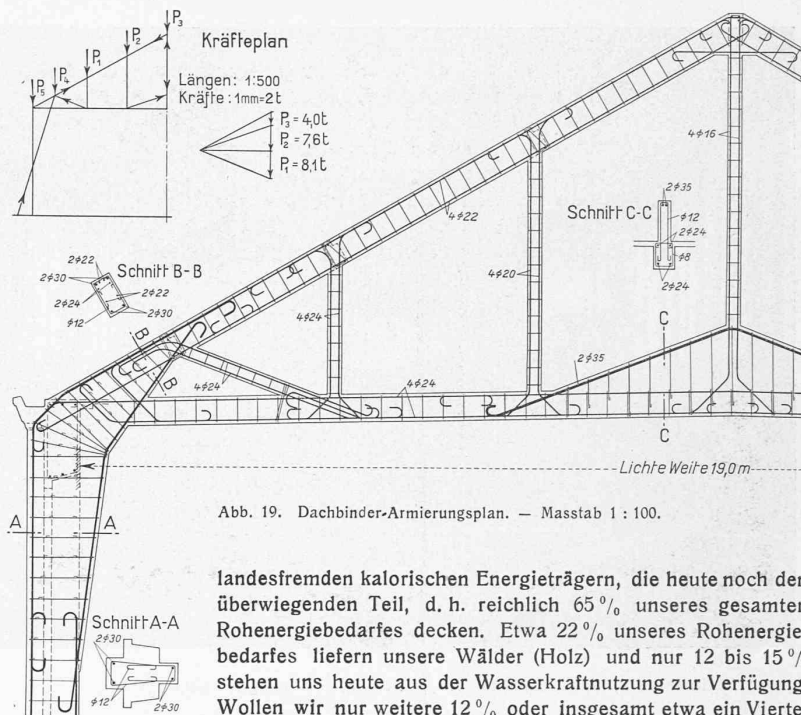 P₃
P₂
Kräfteplan
P₁
P₄
P₅
Längen: 1:500
Kräfte: 1mm=2t
P₃=4,0t
P₂=7,6t
P₁=8,1t
4ϕ16
2ϕ35
Schnitt C-C
ϕ12
2ϕ24
ϕ8
2ϕ24
4ϕ22
2ϕ22
Schnitt B-B
2ϕ30
2ϕ24
2ϕ22
ϕ12
2ϕ30
4ϕ20
4ϕ24
B
B
C
2ϕ35
4ϕ24
4ϕ24
C
Lichte Weite 19,0m
Abb. 19. Dachbinder-Armierungsplan. — Masstab 1 : 100.
A
A
landesfremden kalorischen Energieträgern, die heute noch den
überwiegenden Teil, d. h. reichlich 65 % unseres gesamten
Rohenergiebedarfes decken. Etwa 22 % unseres Rohenergie
bedarfes liefern unsere Wälder (Holz) und nur 12 bis 15 %
stehen uns heute aus der Wasserkraftnutzung zur Verfügung
Wollen wir nur weitere 12 % oder insgesamt etwa ein Vierte
Schnitt A-A
2ϕ30
ϕ12
2ϕ30